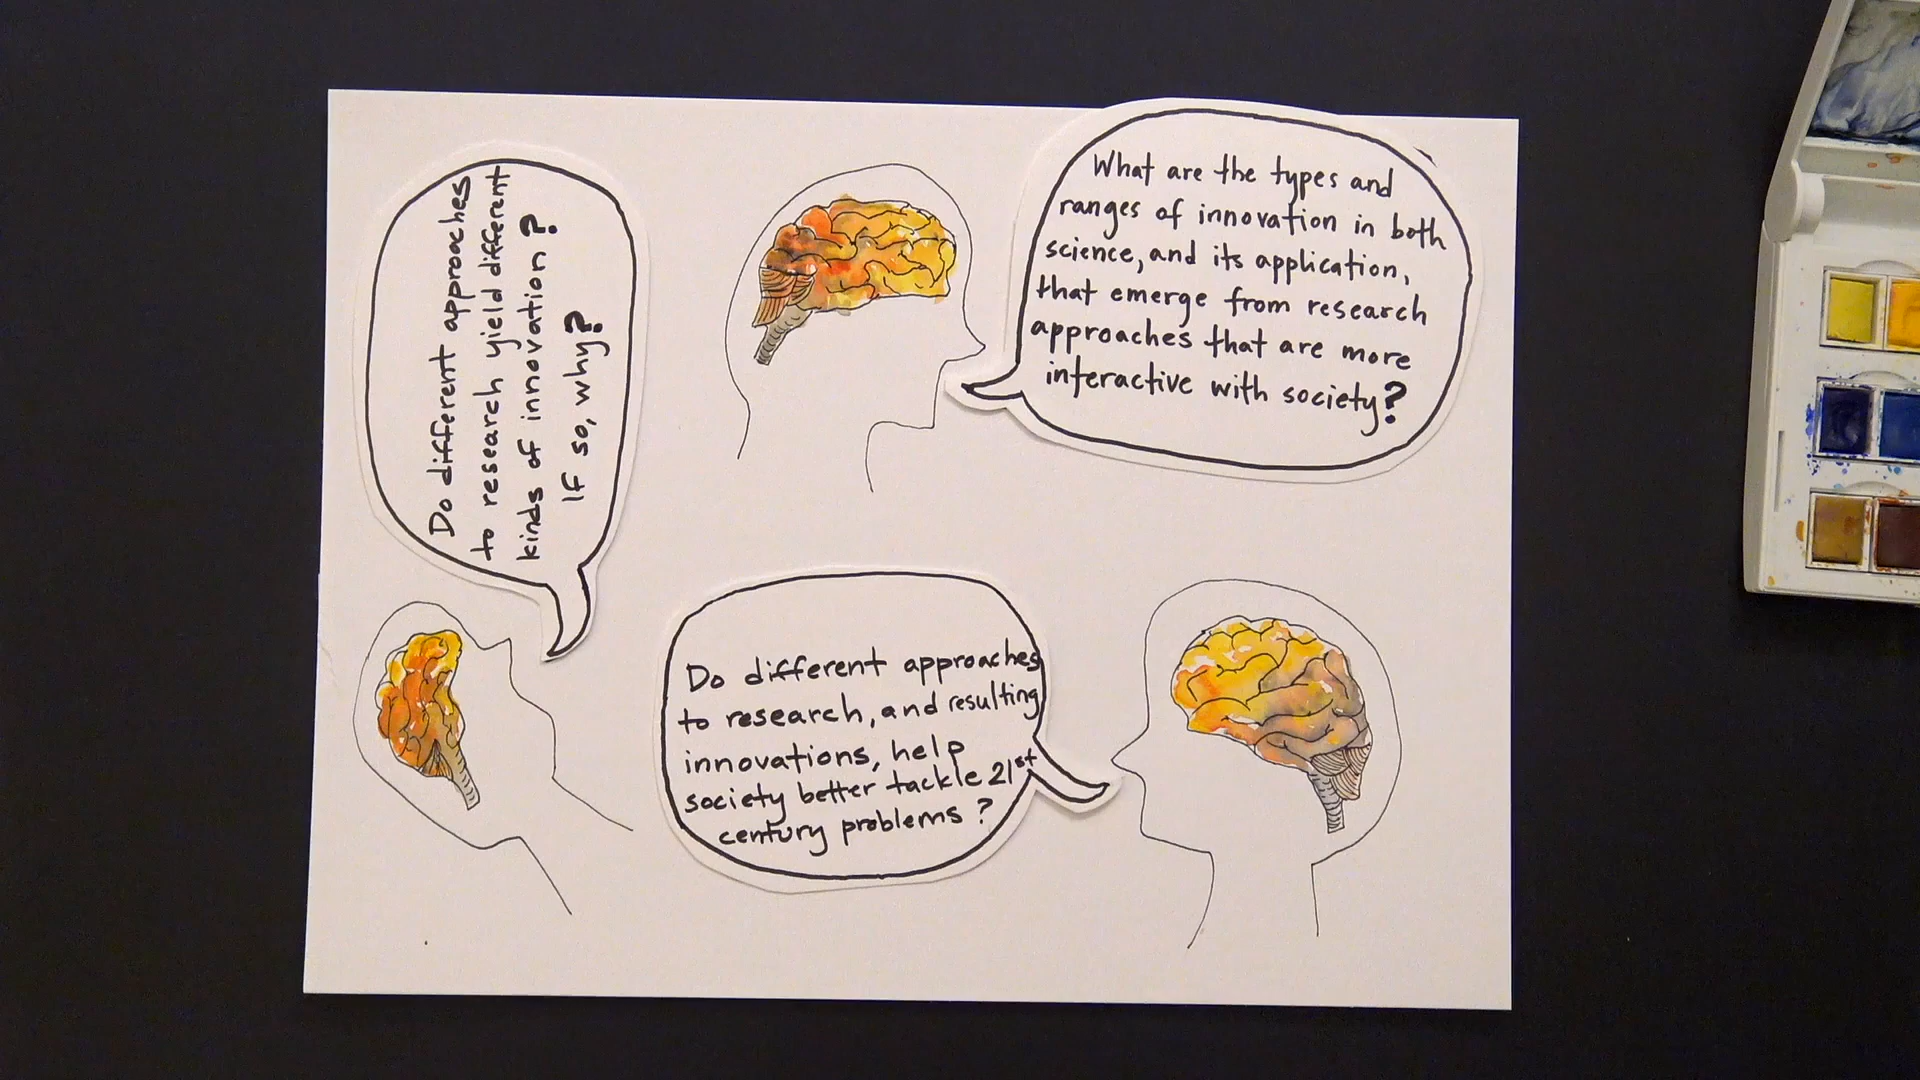 Do different approaches
to research yield different
kinds of innovation?
If so, why?
What are the types and
ranges of innovation in both
science, and its application,
that emerge from research
approaches that are more
interactive with society?
Do different approaches
to research, and resulting
innovations, help
society better tackle 21st
century problems?